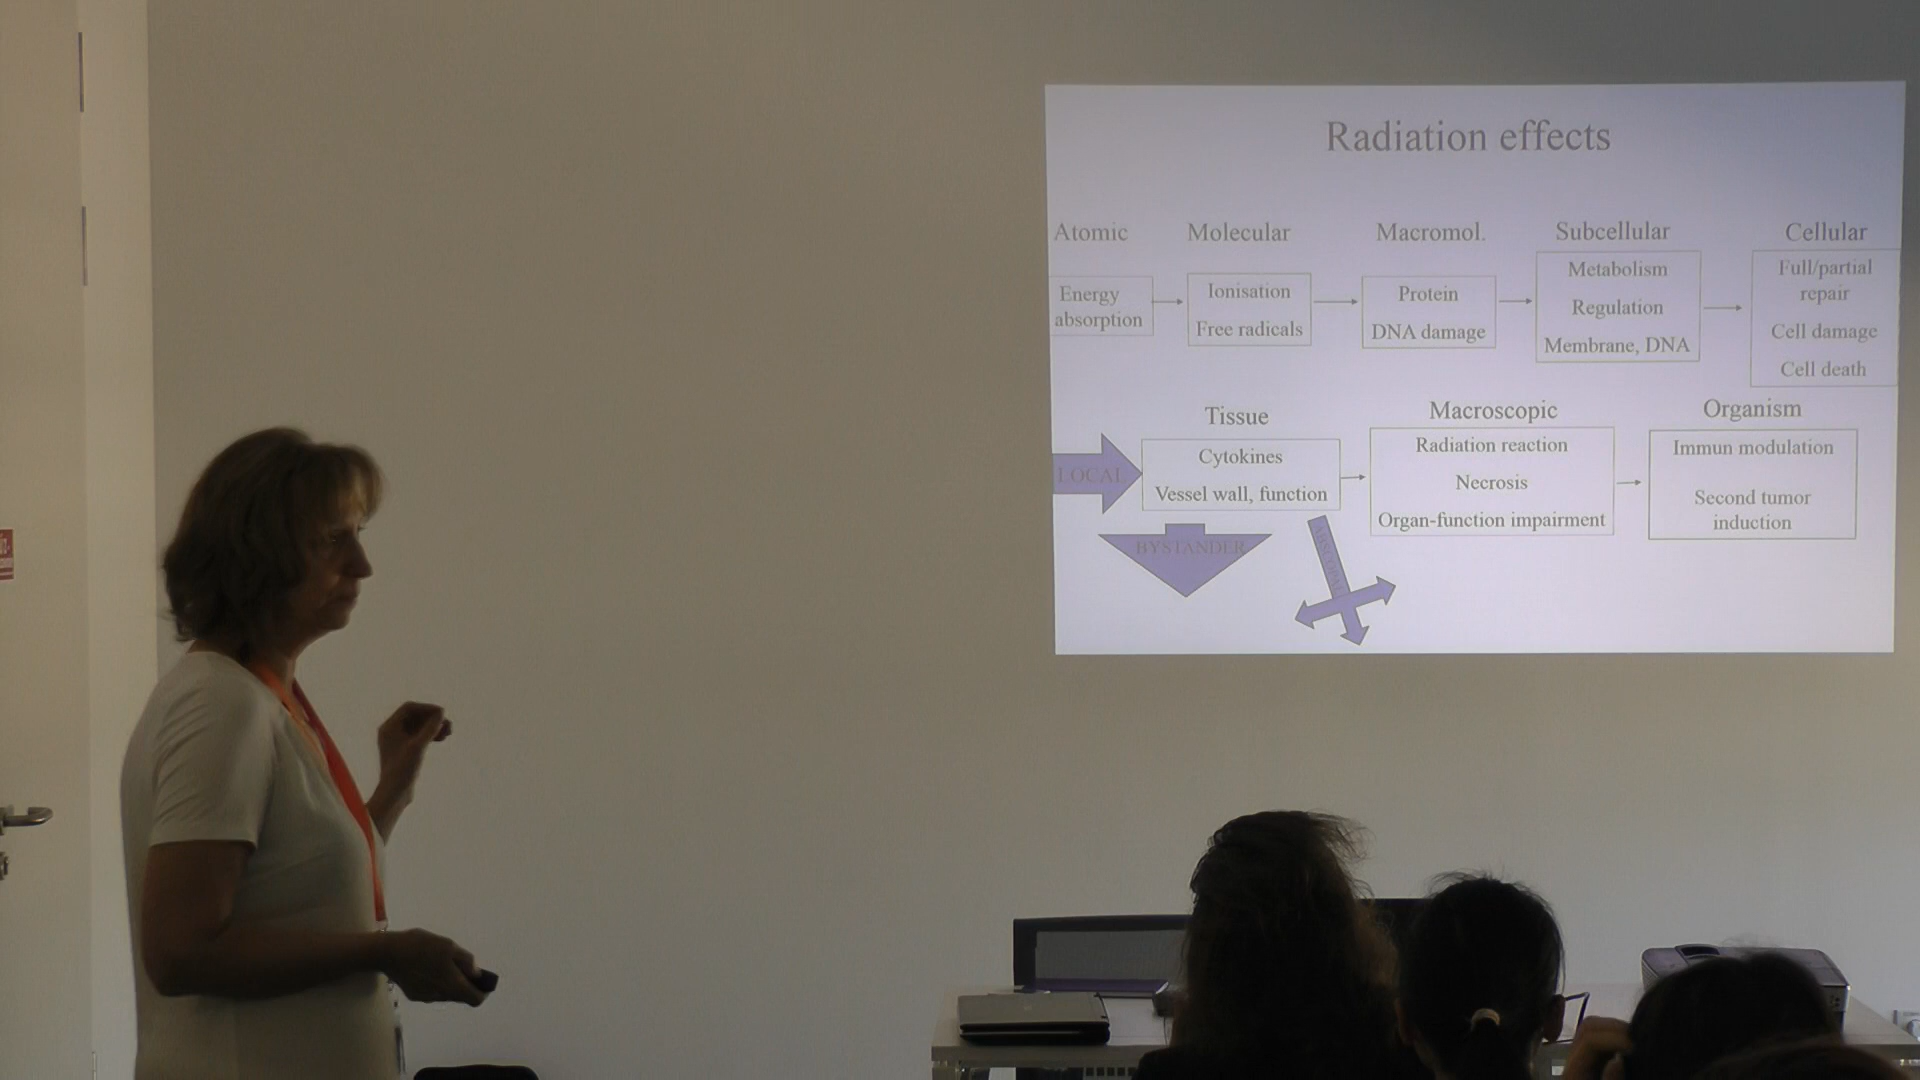 Radiation effects
Atomic
Molecular
Macromol.
Subcellular
Cellular
Energy
absorption
Ionisation
Free radicals
Protein
DNA damage
Metabolism
Regulation
Membrane, DNA
Full/partial
repair
Cell damage
Cell death
Tissue
Macroscopic
Organism
LOCAL
Cytokines
Vessel wall, function
Radiation reaction
Necrosis
Organ-function impairment
Immun modulation
Second tumor
induction
BYSTANDER